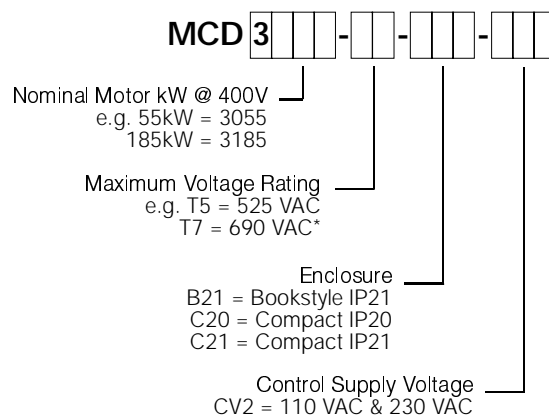 MCD 3 - - -
Nominal Motor kW @ 400V
e.g. 55kW = 3055
185kW = 3185
Maximum Voltage Rating
e.g. T5 = 525 VAC
T7 = 690 VAC*
Enclosure
B21 = Bookstyle IP21
C20 = Compact IP20
C21 = Compact IP21
Control Supply Voltage
CV2 = 110 VAC & 230 VAC